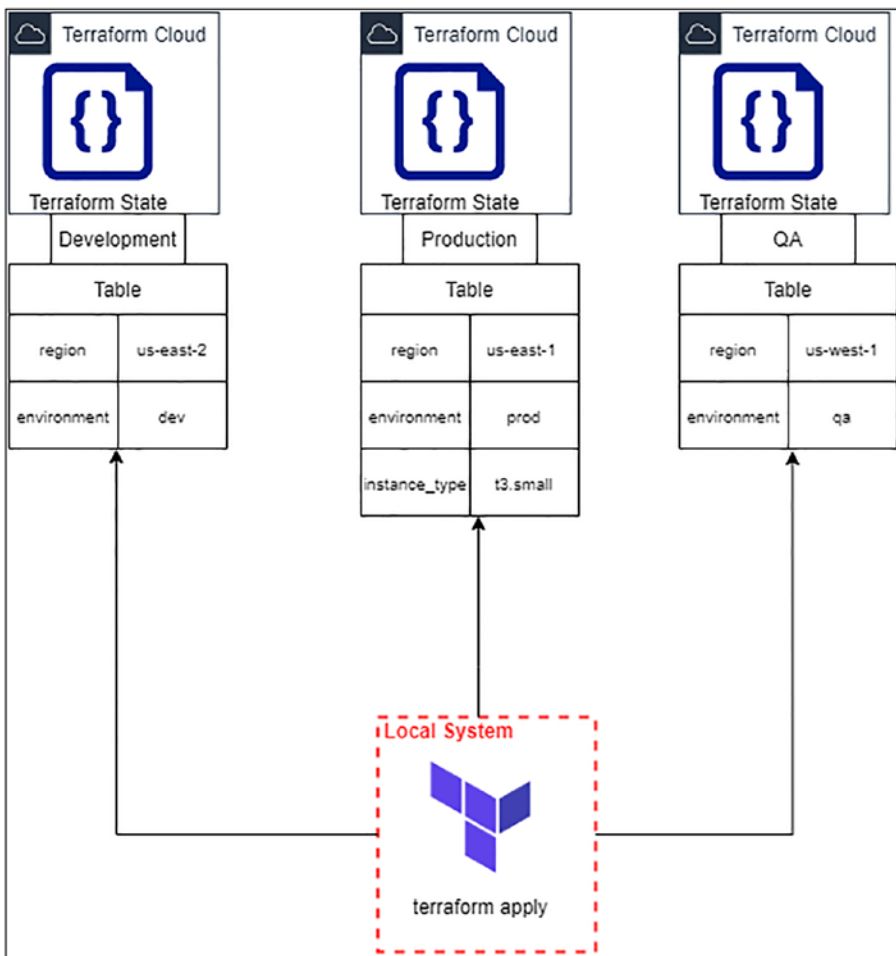 Terraform Cloud
{}
Terraform State
Development
Table
region us-east-2
environment dev
Terraform Cloud
{}
Terraform State
Production
Table
region us-east-1
environment prod
instance_type t3.small
Terraform Cloud
{}
Terraform State
QA
Table
region us-west-1
environment qa
Local System
terraform apply